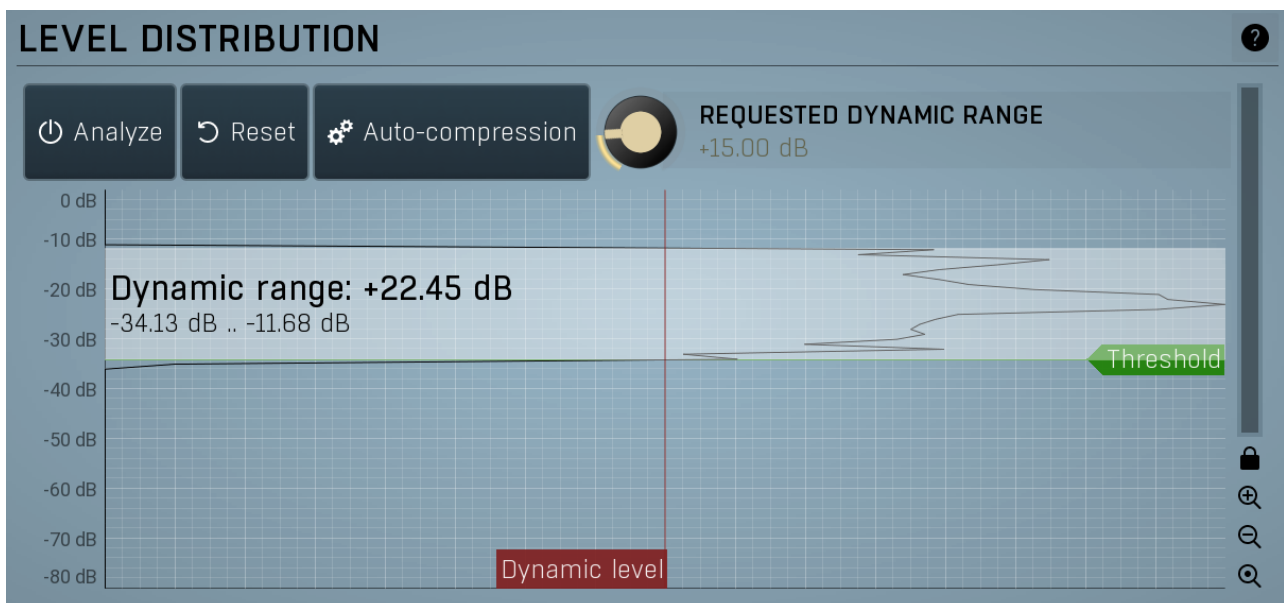 LEVEL DISTRIBUTION
?
Analyze
Reset
Auto-compression
REQUESTED DYNAMIC RANGE
+15.00 dB
0 dB
-10 dB
Dynamic range: +22.45 dB
-20 dB
-34.13 dB .. -11.68 dB
-30 dB
Threshold
-40 dB
-50 dB
-60 dB
-70 dB
Dynamic level
-80 dB